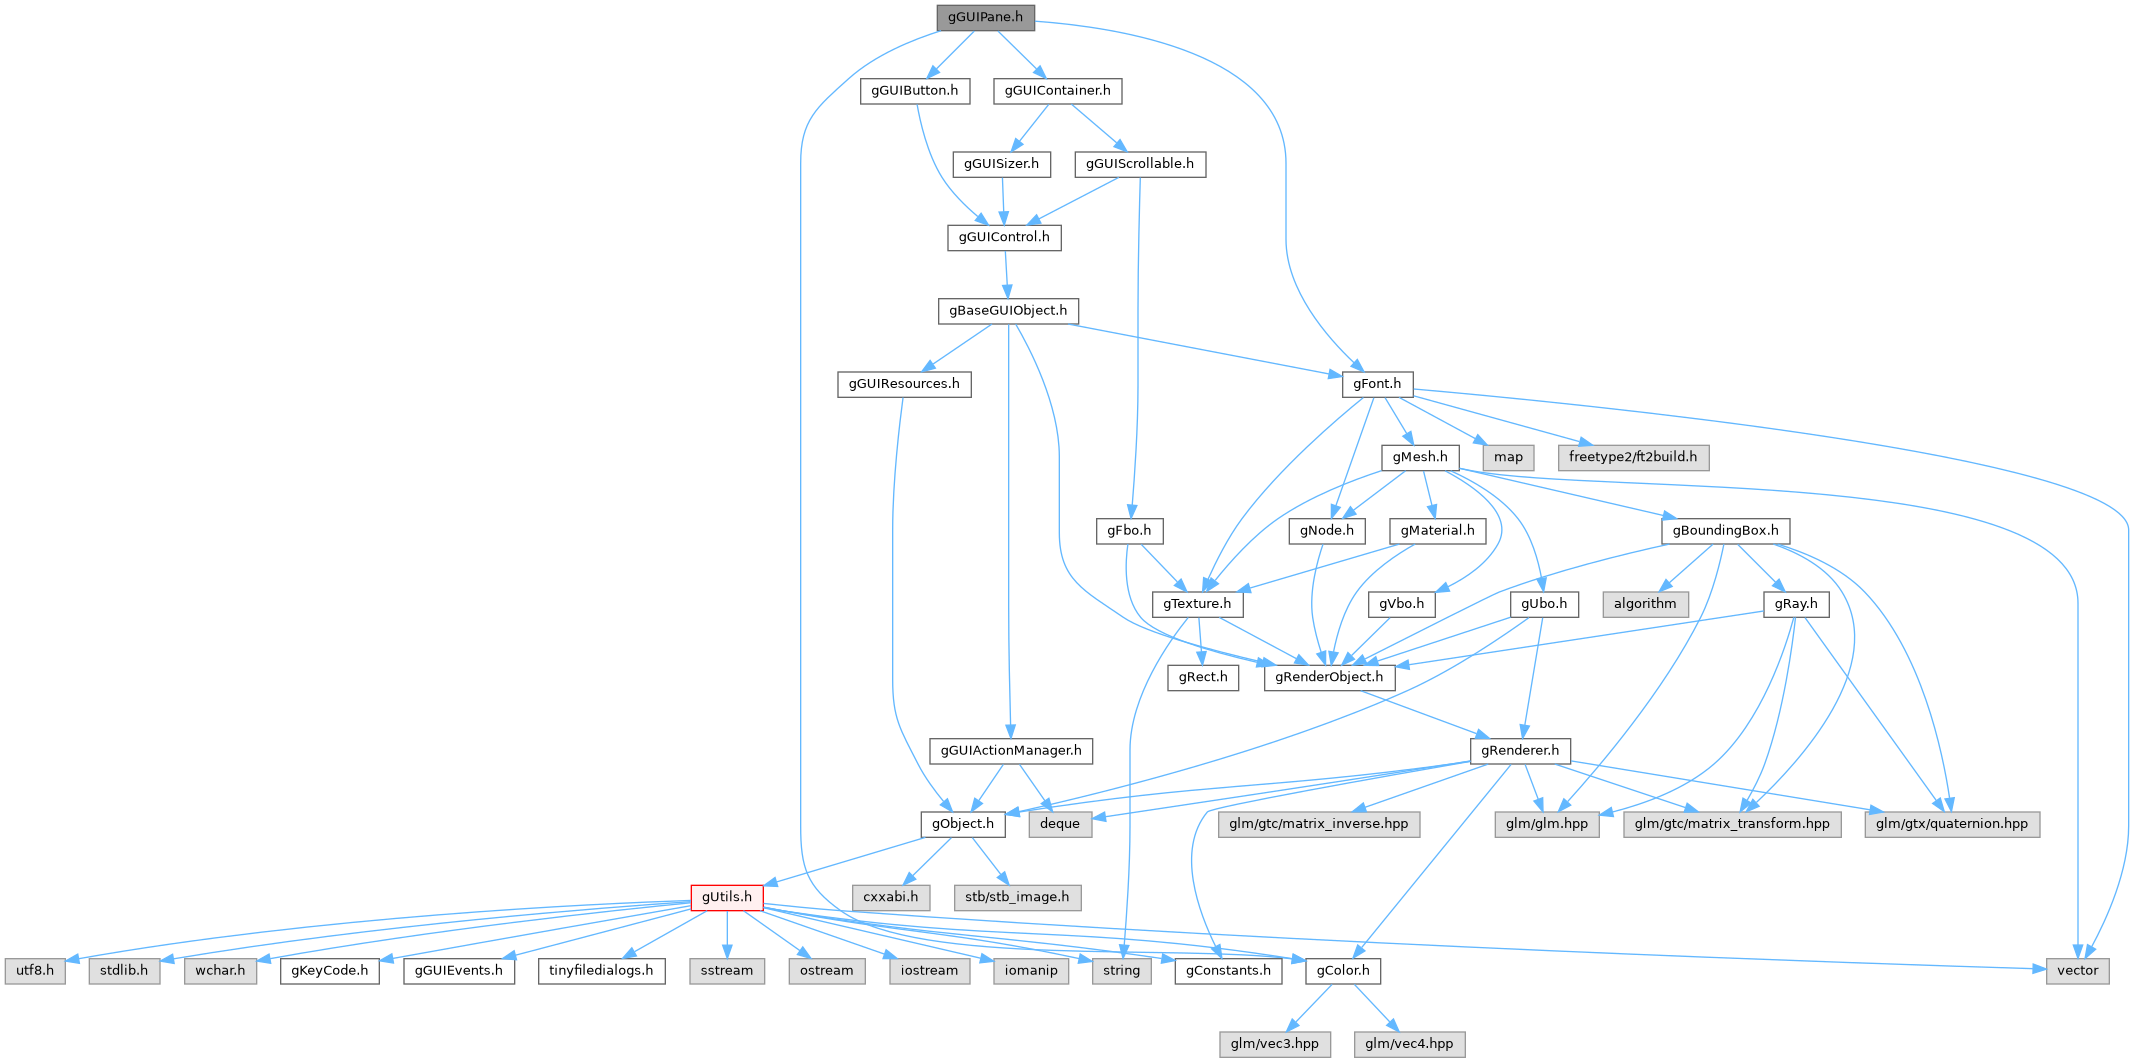 gGUIPane.h
gGUIButton.h
gGUIContainer.h
gGUISizer.h
gGUIScrollable.h
gGUIControl.h
gBaseGUIObject.h
gGUIResources.h
gFont.h
gMesh.h
map
freetype2/ft2build.h
gFbo.h
gNode.h
gMaterial.h
gBoundingBox.h
gTexture.h
gVbo.h
gUbo.h
algorithm
gRay.h
gRect.h
gRenderObject.h
gGUIActionManager.h
gRenderer.h
gObject.h
deque
glm/gtc/matrix_inverse.hpp
glm/glm.hpp
glm/gtc/matrix_transform.hpp
glm/gtx/quaternion.hpp
gUtils.h
cxxabi.h
stb/stb_image.h
utf8.h
stdlib.h
wchar.h
gKeyCode.h
gGUIEvents.h
tinyfiledialogs.h
sstream
ostream
iostream
iomanip
string
gConstants.h
gColor.h
vector
glm/vec3.hpp
glm/vec4.hpp